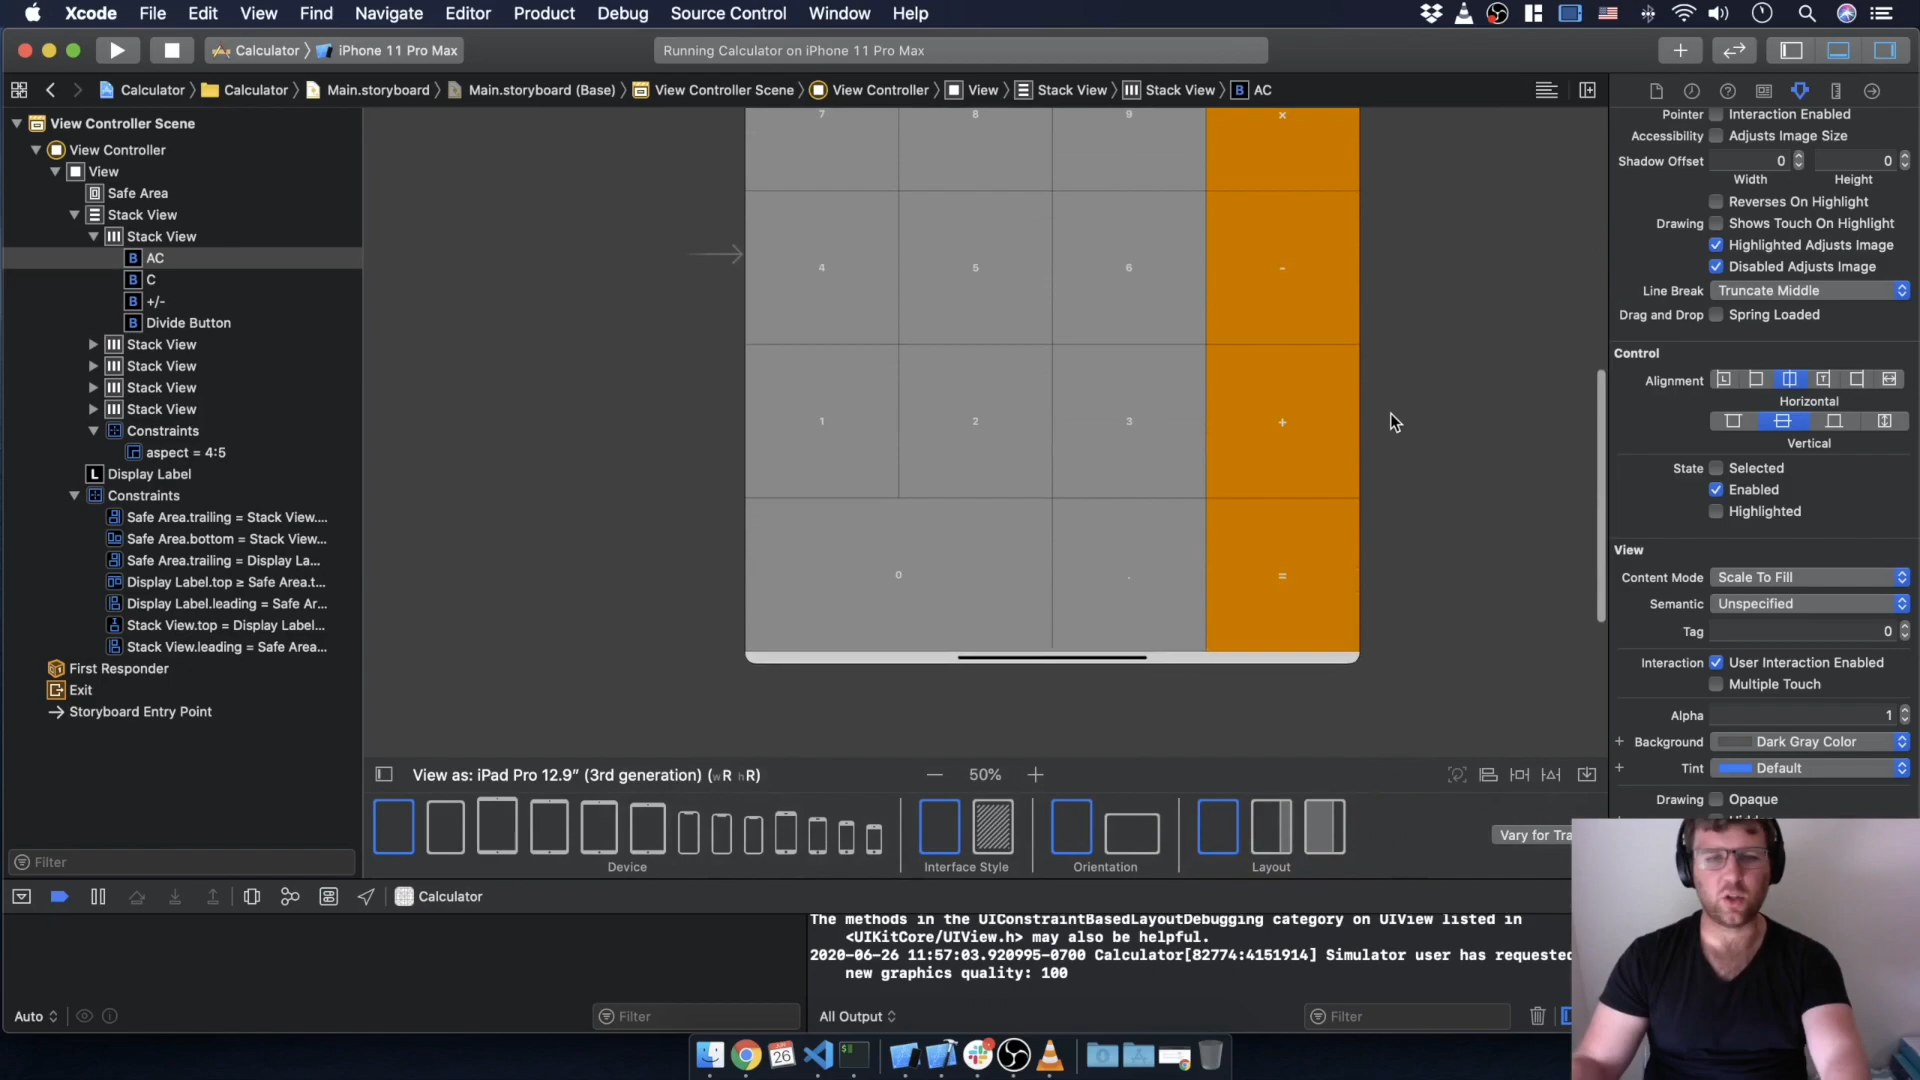 Xcode File Edit View Find Navigate Editor Product Debug Source Control Window Help
Calculator iPhone 11 Pro Max
Running Calculator on iPhone 11 Pro Max
Calculator Calculator Main.storyboard Main.storyboard (Base) View Controller Scene View Controller View Stack View Stack View B AC
View Controller Scene
View Controller
View
Safe Area
Stack View
Stack View
B AC
B C
B +/-
B Divide Button
Stack View
Stack View
Stack View
Stack View
Constraints
aspect = 4:5
L Display Label
Constraints
Safe Area.trailing = Stack View....
Safe Area.bottom = Stack View...
Safe Area.trailing = Display La...
Display Label.top ≥ Safe Area.t...
Display Label.leading = Safe Ar...
Stack View.top = Display Label...
Stack View.leading = Safe Area...
First Responder
Exit
Storyboard Entry Point
Filter
7 8 9 ×
4 5 6 -
1 2 3 +
0 . =
View as: iPad Pro 12.9" (3rd generation) (wR hR)
50%
Device
Interface Style
Orientation
Layout
Vary for Tra
Pointer Interaction Enabled
Accessibility Adjusts Image Size
Shadow Offset 0 0
Width Height
Reverses On Highlight
Drawing Shows Touch On Highlight
Highlighted Adjusts Image
Disabled Adjusts Image
Line Break Truncate Middle
Drag and Drop Spring Loaded
Control
Alignment
Horizontal
Vertical
State Selected
Enabled
Highlighted
View
Content Mode Scale To Fill
Semantic Unspecified
Tag 0
Interaction User Interaction Enabled
Multiple Touch
Alpha 1
Background Dark Gray Color
Tint Default
Drawing Opaque
Calculator
The methods in the UIConstraintBasedLayoutDebugging category on UIView listed in
<UIKitCore/UIView.h> may also be helpful.
2020-06-26 11:57:03.920995-0700 Calculator[82774:4151914] Simulator user has requested
new graphics quality: 100
Auto
Filter
All Output
Filter
26